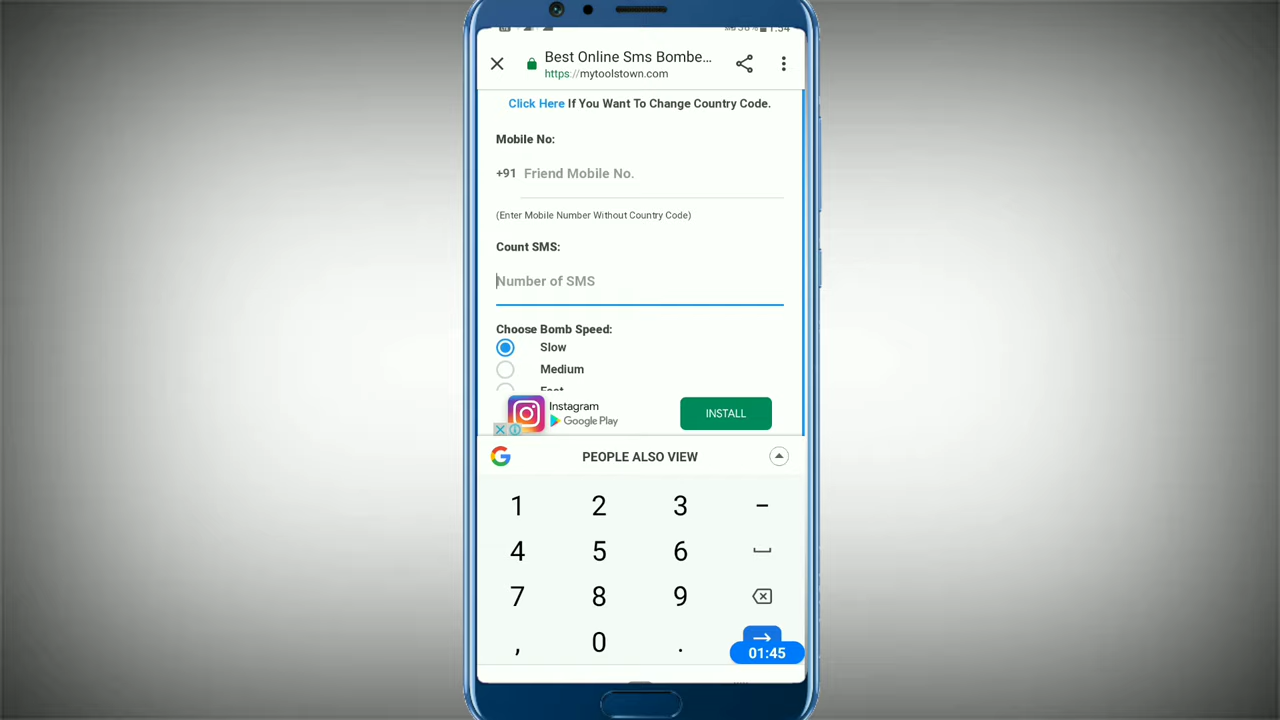 1:54
Best Online Sms Bombe...
https://mytoolstown.com
Click Here If You Want To Change Country Code.
Mobile No:
+91 Friend Mobile No.
(Enter Mobile Number Without Country Code)
Count SMS:
Number of SMS
Choose Bomb Speed:
Slow
Medium
Fast
Instagram
Google Play
INSTALL
G PEOPLE ALSO VIEW
1 2 3 -
4 5 6
7 8 9
, 0 .
01:45